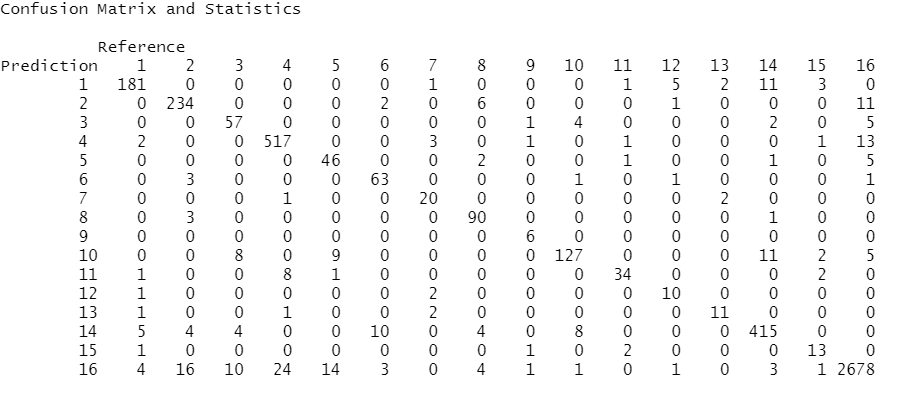 Confusion Matrix and Statistics
Reference
Prediction 1 2 3 4 5 6 7 8 9 10 11 12 13 14 15 16
1 181 0 0 0 0 0 1 0 0 0 1 5 2 11 3 0
2 0 234 0 0 0 2 0 6 0 0 0 1 0 0 0 11
3 0 0 57 0 0 0 0 0 1 4 0 0 0 2 0 5
4 2 0 0 517 0 0 3 0 1 0 1 0 0 0 1 13
5 0 0 0 0 46 0 0 2 0 0 1 0 0 1 0 5
6 0 3 0 0 0 63 0 0 0 1 0 1 0 0 0 1
7 0 0 0 1 0 0 20 0 0 0 0 0 2 0 0 0
8 0 3 0 0 0 0 0 90 0 0 0 0 0 1 0 0
9 0 0 0 0 0 0 0 0 6 0 0 0 0 0 0 0
10 0 0 8 0 9 0 0 0 0 127 0 0 0 11 2 5
11 1 0 0 8 1 0 0 0 0 0 34 0 0 0 2 0
12 1 0 0 0 0 0 2 0 0 0 0 10 0 0 0 0
13 1 0 0 1 0 0 2 0 0 0 0 0 11 0 0 0
14 5 4 4 0 0 10 0 4 0 8 0 0 0 415 0 0
15 1 0 0 0 0 0 0 0 1 0 2 0 0 0 13 0
16 4 16 10 24 14 3 0 4 1 1 0 1 0 3 1 2678